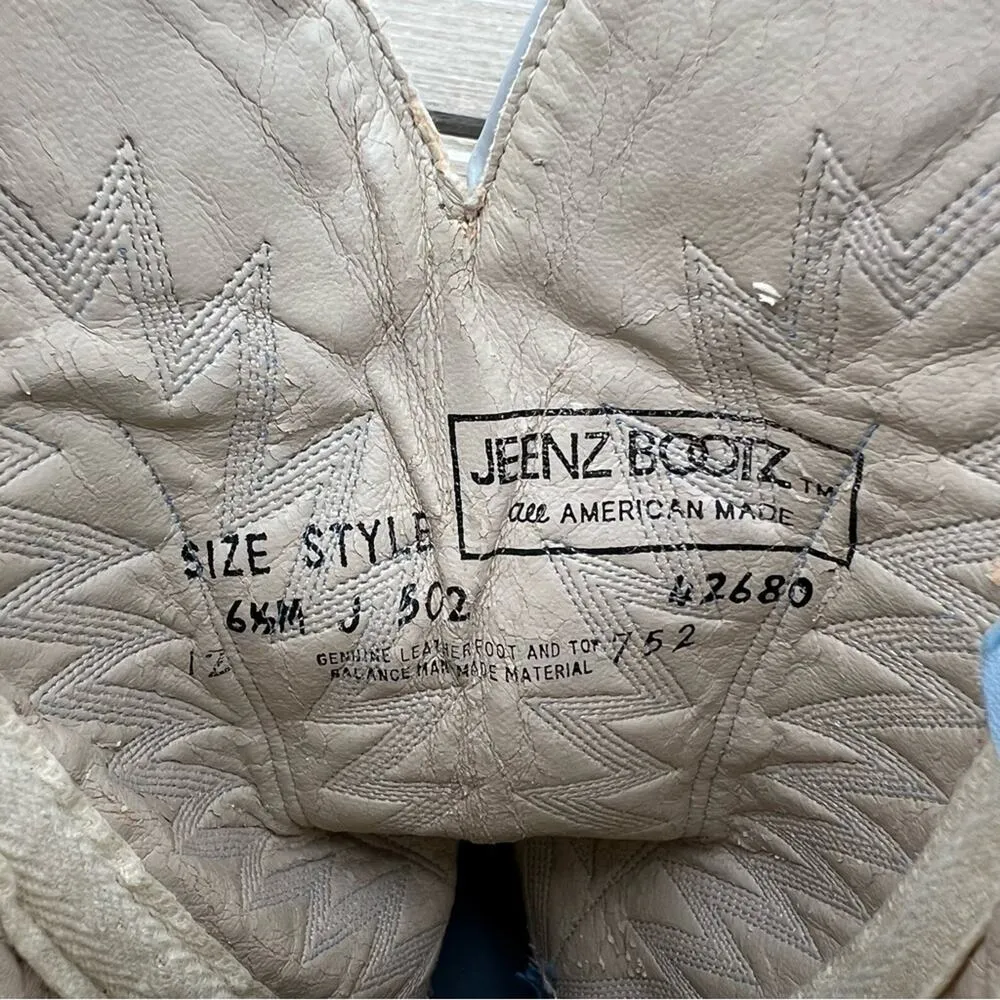 JEENZ BOOTZ TM
all AMERICAN MADE
SIZE STYLE
6½M J 502 42680
12 752
GENUINE LEATHER FOOT AND TOP
BALANCE MAN MADE MATERIAL